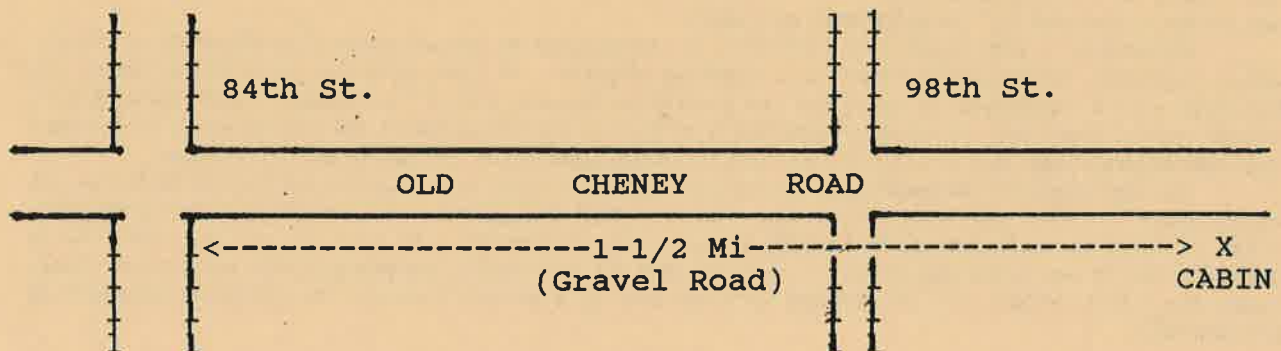 84th St.
98th St.
OLD CHENEY ROAD
<-------------------1-1/2 Mi----------------------> X
(Gravel Road)
CABIN